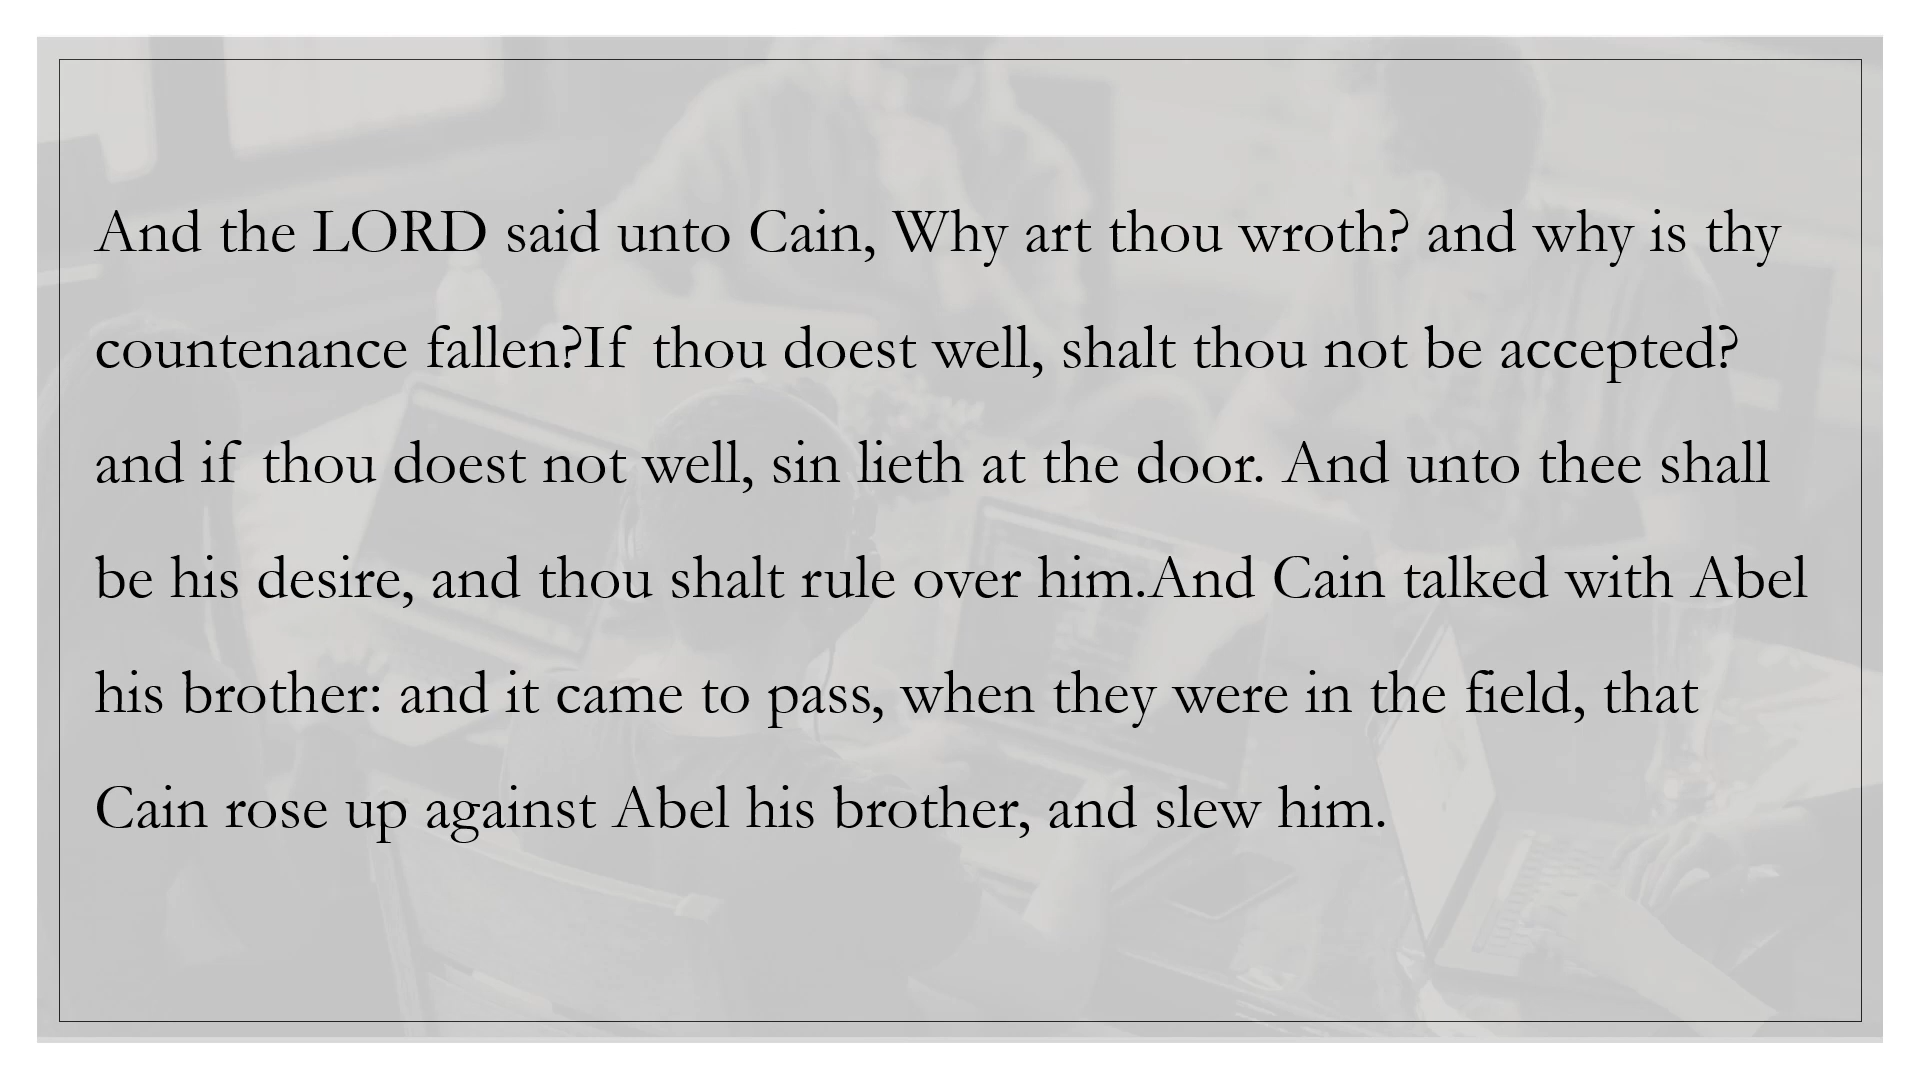 And the LORD said unto Cain, Why art thou wroth? and why is thy
countenance fallen?If thou doest well, shalt thou not be accepted?
and if thou doest not well, sin lieth at the door. And unto thee shall
be his desire, and thou shalt rule over him.And Cain talked with Abel
his brother: and it came to pass, when they were in the field, that
Cain rose up against Abel his brother, and slew him.